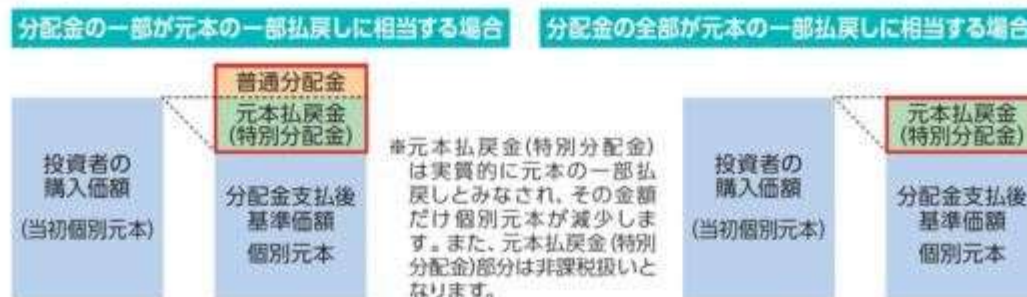 分配金の一部が元本の一部払戻しに相当する場合
普通分配金
元本払戻金
(特別分配金)
投資者の
購入価額
(当初個別元本)
分配金支払後
基準価額
個別元本
※元本払戻金(特別分配金)
は実質的に元本の一部払
戻しとみなされ、その金額
だけ個別元本が減少しま
す。また、元本払戻金(特別
分配金)部分は非課税扱いと
なります。
分配金の全部が元本の一部払戻しに相当する場合
元本払戻金
(特別分配金)
投資者の
購入価額
(当初個別元本)
分配金支払後
基準価額
個別元本